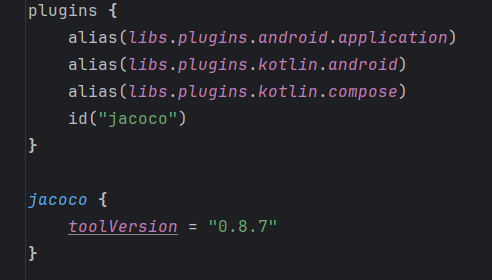 plugins {
    alias(libs.plugins.android.application)
    alias(libs.plugins.kotlin.android)
    alias(libs.plugins.kotlin.compose)
    id("jacoco")
}

jacoco {
    toolVersion = "0.8.7"
}